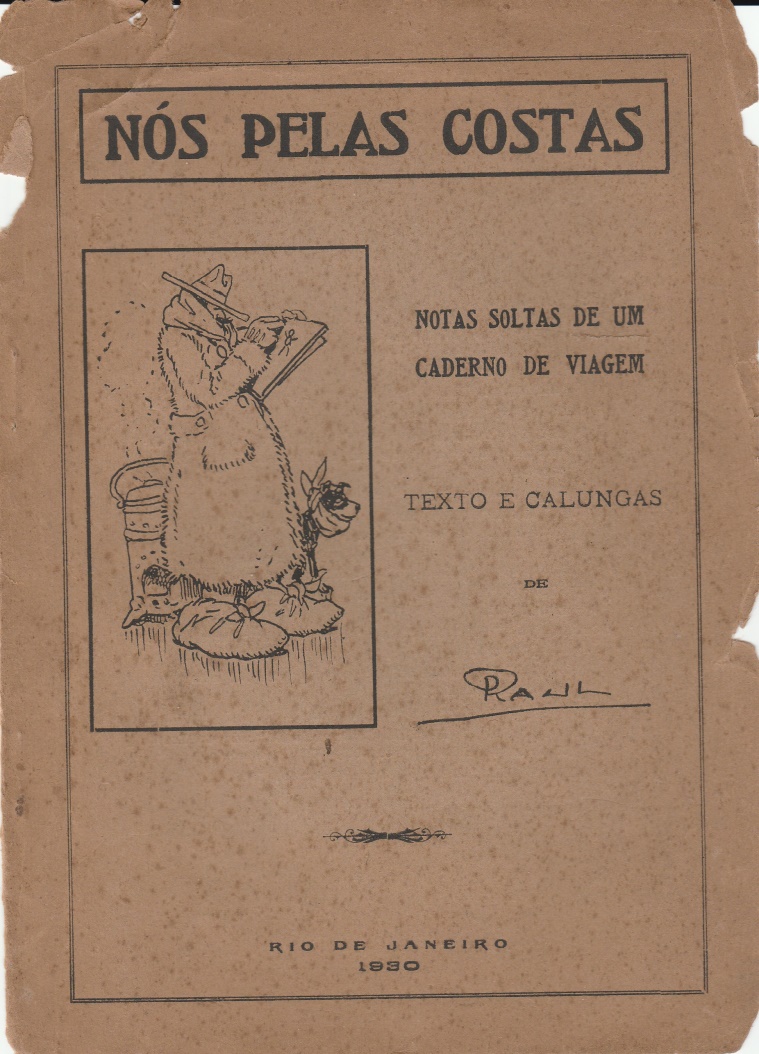 NÓS PELAS COSTAS
NOTAS SOLTAS DE UM
CADERNO DE VIAGEM
TEXTO E CALUNGAS
DE
RAUL
RIO DE JANEIRO
1930